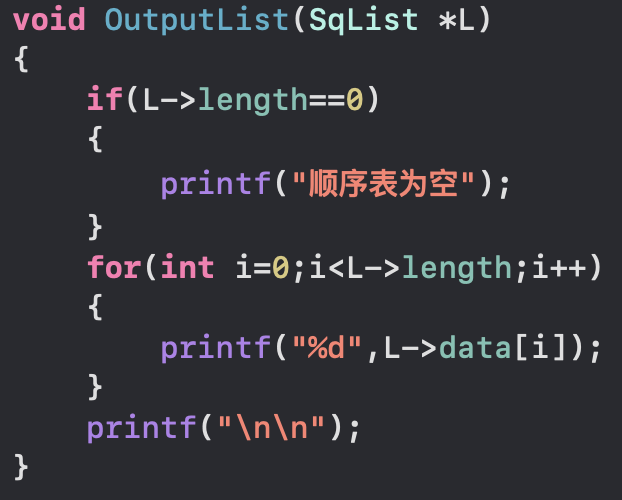 void OutputList(SqList *L)
{
    if(L->length==0)
    {
        printf("顺序表为空");
    }
    for(int i=0;i<L->length;i++)
    {
        printf("%d",L->data[i]);
    }
    printf("\n\n");
}